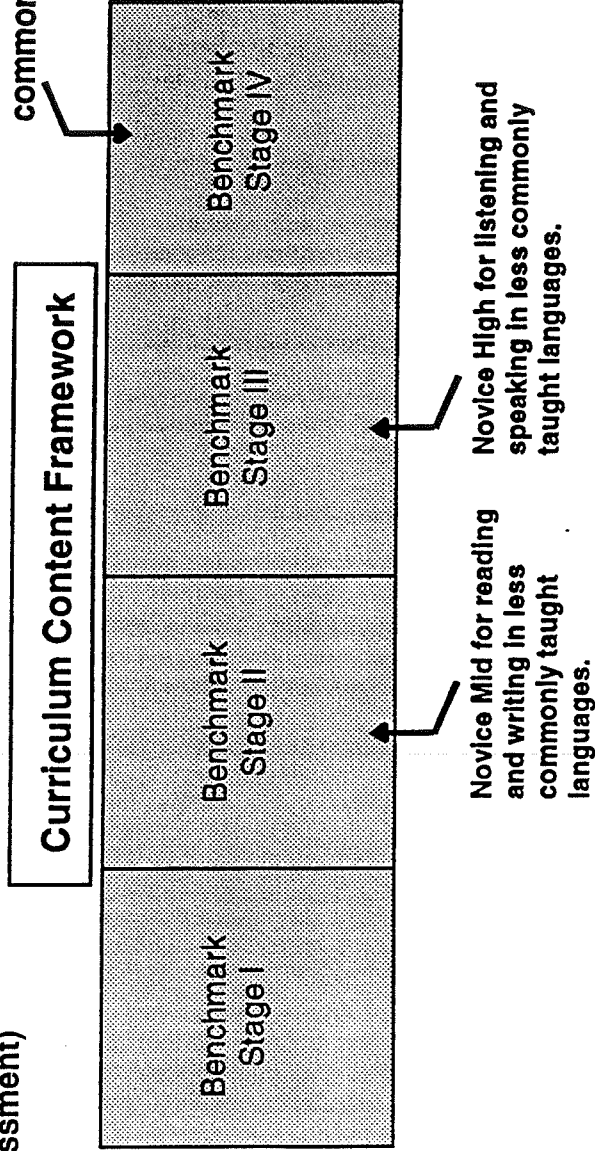 ssment)
common
Curriculum Content Framework
Benchmark
Stage I
Benchmark
Stage II
Benchmark
Stage III
Benchmark
Stage IV
Novice Mid for reading
and writing in less
commonly taught
languages.
Novice High for listening and
speaking in less commonly
taught languages.